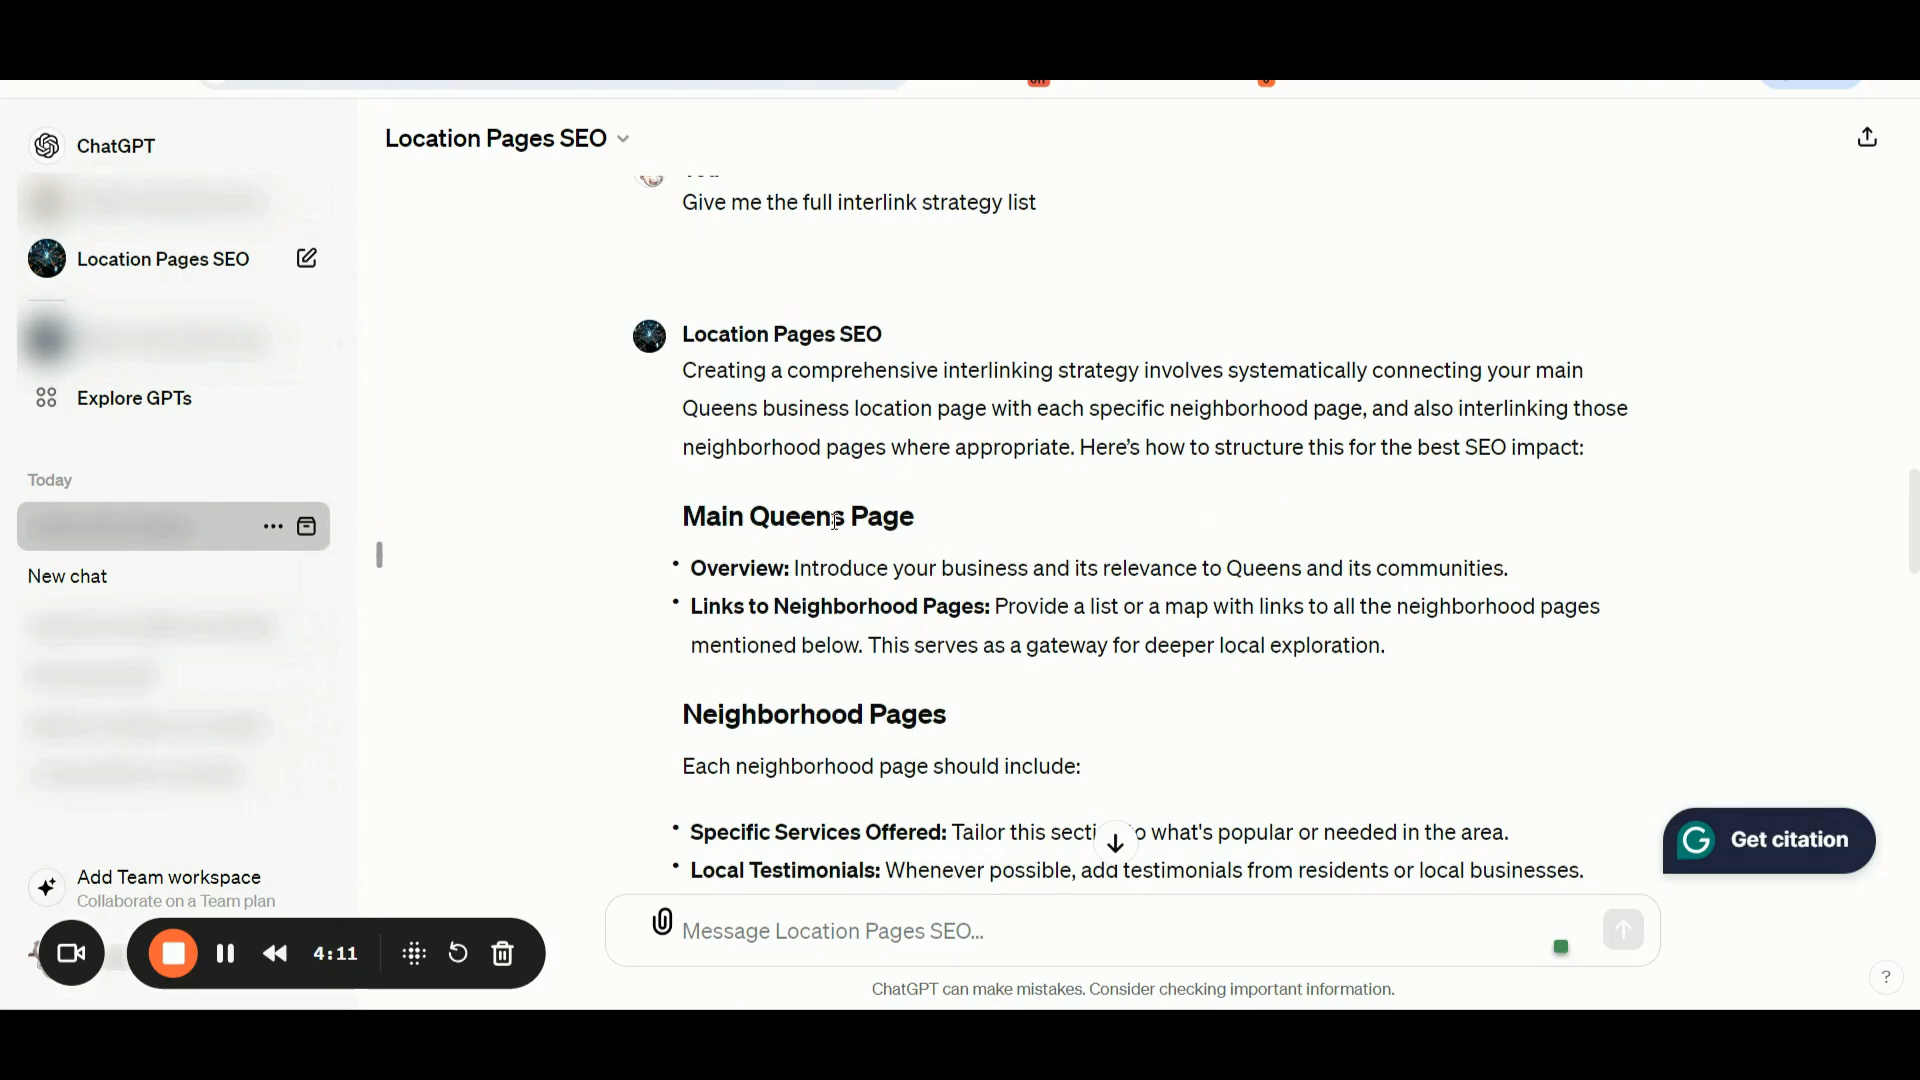 ChatGPT
Location Pages SEO
Explore GPTs
Today
New chat
Add Team workspace
Collaborate on a Team plan
4:11
Location Pages SEO
You
Give me the full interlink strategy list
Location Pages SEO
Creating a comprehensive interlinking strategy involves systematically connecting your main
Queens business location page with each specific neighborhood page, and also interlinking those
neighborhood pages where appropriate. Here’s how to structure this for the best SEO impact:
Main Queens Page
• Overview: Introduce your business and its relevance to Queens and its communities.
• Links to Neighborhood Pages: Provide a list or a map with links to all the neighborhood pages
mentioned below. This serves as a gateway for deeper local exploration.
Neighborhood Pages
Each neighborhood page should include:
• Specific Services Offered: Tailor this what's popular or needed in the area.
• Local Testimonials: Whenever possible, add testimonials from residents or local businesses.
Get citation
Message Location Pages SEO...
ChatGPT can make mistakes. Consider checking important information.
?